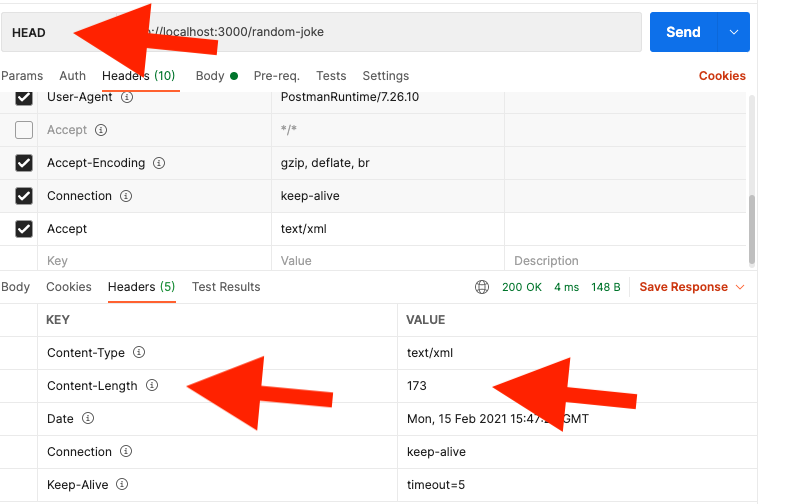 HEAD ://localhost:3000/random-joke Send
Params Auth Headers (10) Body Pre-req. Tests Settings Cookies
User-Agent PostmanRuntime/7.26.10
Accept */*
Accept-Encoding gzip, deflate, br
Connection keep-alive
Accept text/xml
Key Value Description
Body Cookies Headers (5) Test Results 200 OK 4 ms 148 B Save Response
KEY VALUE
Content-Type text/xml
Content-Length 173
Date Mon, 15 Feb 2021 15:47: GMT
Connection keep-alive
Keep-Alive timeout=5